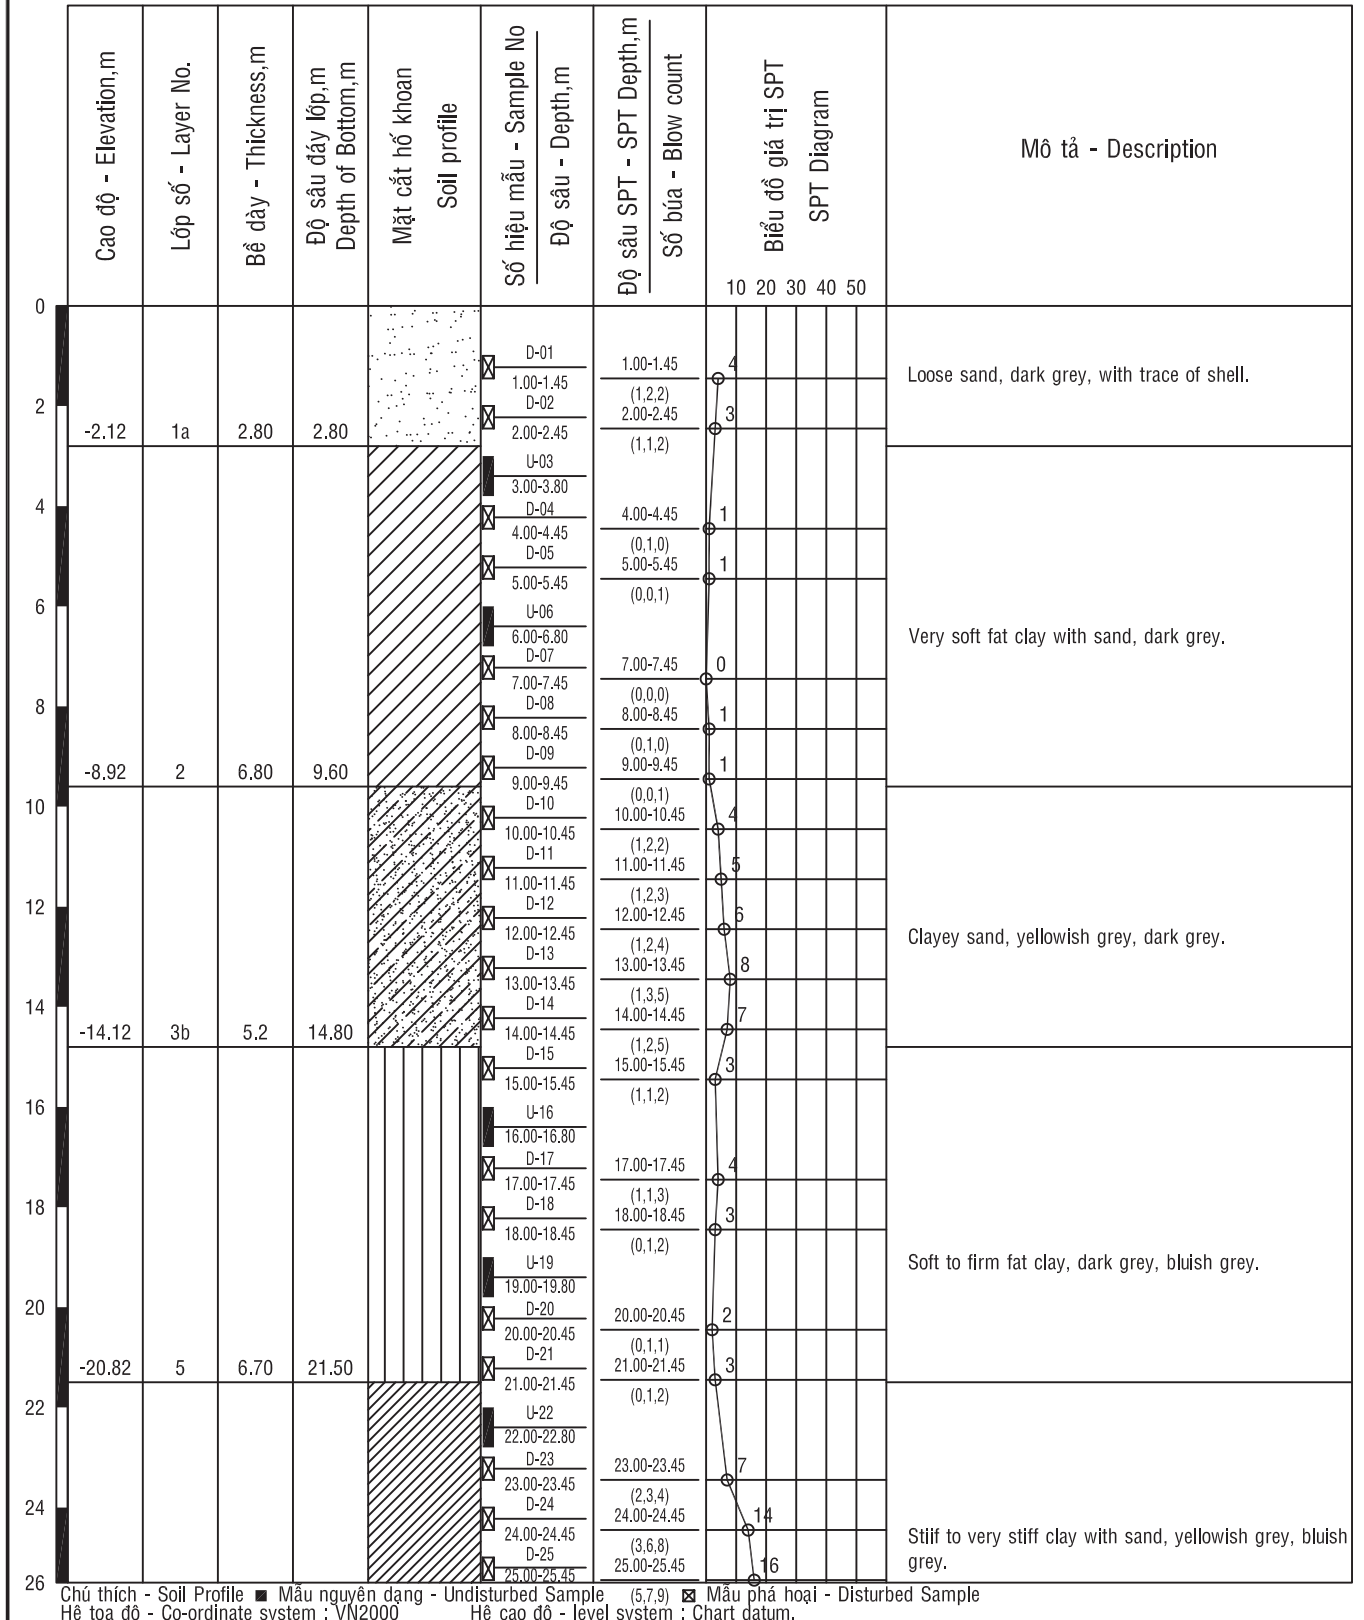 Cao độ - Elevation,m
Lớp số - Layer No.
Bề dày - Thickness,m
Độ sâu đáy lớp,m
Depth of Bottom,m
Mặt cắt hố khoan
Soil profile
Số hiệu mẫu - Sample No
Độ sâu - Depth,m
Độ sâu SPT - SPT Depth,m
Số búa - Blow count
Biểu đồ giá trị SPT
SPT Diagram
10 20 30 40 50
Mô tả - Description
0
D-01
1.00-1.45
4
1.00-1.45
(1,2,2)
Loose sand, dark grey, with trace of shell.
2
D-02
2.00-2.45
3
-2.12 1a 2.80 2.80
2.00-2.45
(1,1,2)
U-03
3.00-3.80
4
D-04
4.00-4.45
1
4.00-4.45
(0,1,0)
D-05
5.00-5.45
1
5.00-5.45
(0,0,1)
6
U-06
6.00-6.80
Very soft fat clay with sand, dark grey.
D-07
7.00-7.45
0
7.00-7.45
(0,0,0)
8
D-08
8.00-8.45
1
8.00-8.45
(0,1,0)
D-09
9.00-9.45
1
-8.92 2 6.80 9.60
9.00-9.45
(0,0,1)
10
D-10
10.00-10.45
4
10.00-10.45
(1,2,2)
D-11
11.00-11.45
5
11.00-11.45
(1,2,3)
12
D-12
12.00-12.45
6
12.00-12.45
(1,2,4)
Clayey sand, yellowish grey, dark grey.
D-13
13.00-13.45
8
13.00-13.45
(1,3,5)
14
D-14
14.00-14.45
7
-14.12 3b 5.2 14.80
14.00-14.45
(1,2,5)
D-15
15.00-15.45
3
15.00-15.45
(1,1,2)
16
U-16
16.00-16.80
D-17
17.00-17.45
4
17.00-17.45
(1,1,3)
18
D-18
18.00-18.45
3
18.00-18.45
(0,1,2)
U-19
19.00-19.80
Soft to firm fat clay, dark grey, bluish grey.
20
D-20
20.00-20.45
2
20.00-20.45
(0,1,1)
D-21
21.00-21.45
3
-20.82 5 6.70 21.50
21.00-21.45
(0,1,2)
22
U-22
22.00-22.80
D-23
23.00-23.45
7
23.00-23.45
(2,3,4)
24
D-24
24.00-24.45
14
24.00-24.45
(3,6,8)
Stiif to very stiff clay with sand, yellowish grey, bluish
grey.
D-25
25.00-25.45
16
25.00-25.45
(5,7,9)
26
Chú thích - Soil Profile Mẫu nguyên dạng - Undisturbed Sample Mẫu phá hoại - Disturbed Sample
Hệ tọa độ - Co-ordinate system : VN2000 Hệ cao độ - level system : Chart datum.